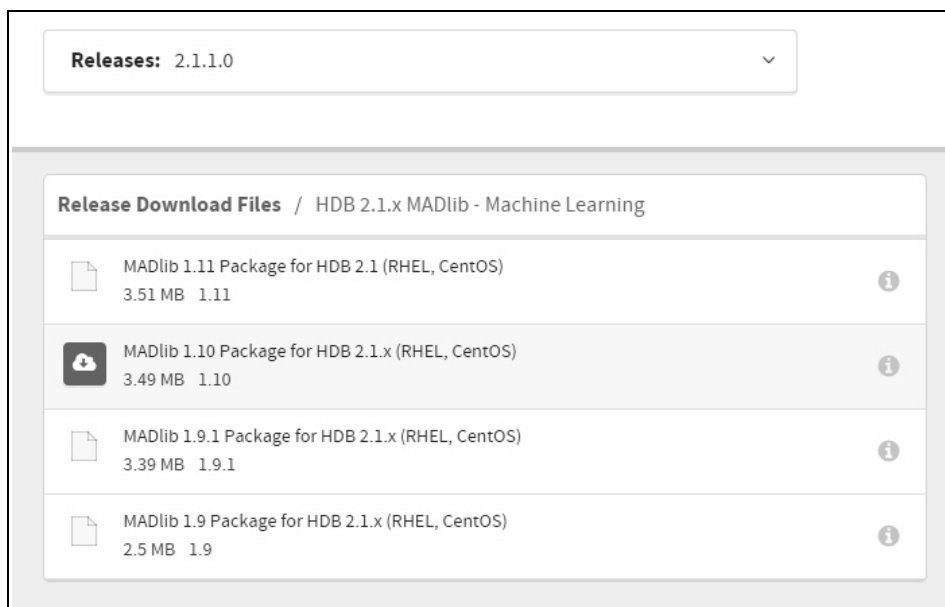 Releases: 2.1.1.0
Release Download Files / HDB 2.1.x MADlib - Machine Learning
MADlib 1.11 Package for HDB 2.1 (RHEL, CentOS)
3.51 MB 1.11
MADlib 1.10 Package for HDB 2.1.x (RHEL, CentOS)
3.49 MB 1.10
MADlib 1.9.1 Package for HDB 2.1.x (RHEL, CentOS)
3.39 MB 1.9.1
MADlib 1.9 Package for HDB 2.1.x (RHEL, CentOS)
2.5 MB 1.9